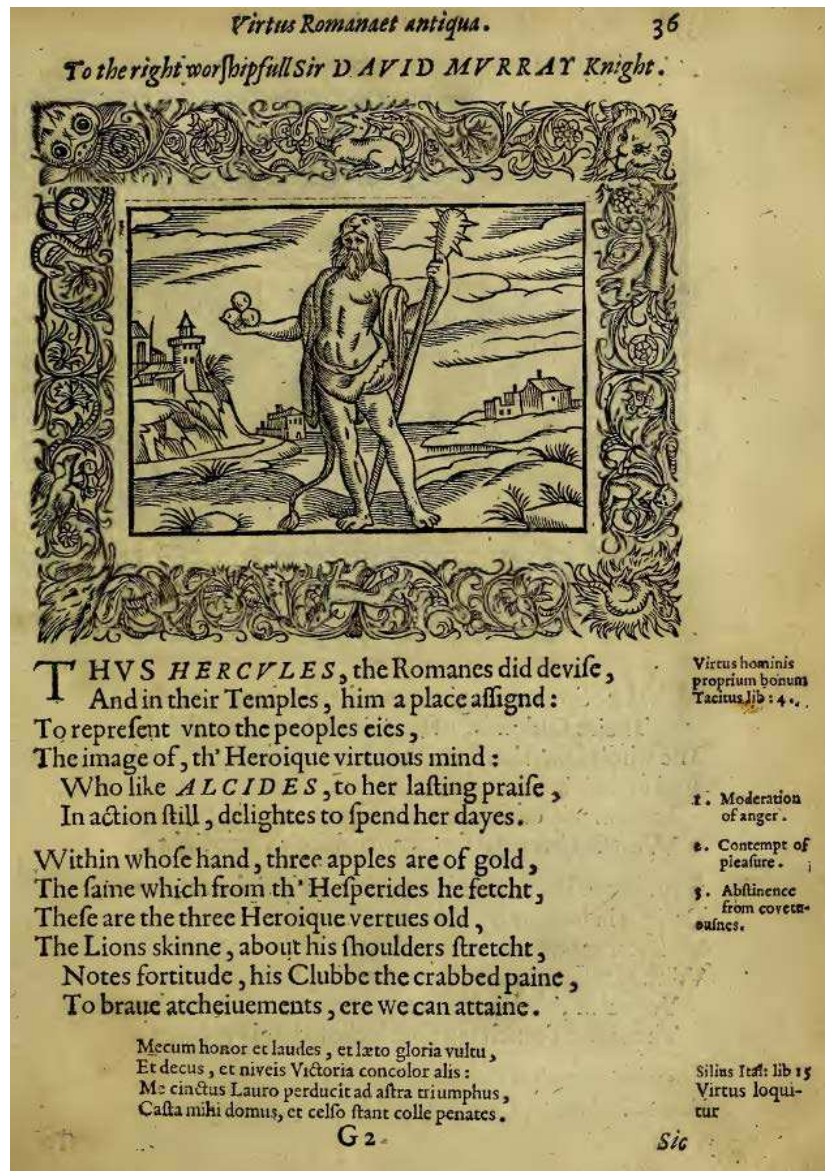 Virtus Romanaet antiqua.
36
To the right worſhipfull Sir DAVID MVRRAY Knight.
THVS HERCVLES, the Romanes did deviſe,
And in their Temples, him a place aſſignd:
To repreſent vnto the peoples eies,
The image of, th' Heroique virtuous mind:
Who like ALCIDES, to her laſting praiſe,
In action ſtill, delightes to ſpend her dayes.
Within whoſe hand, three apples are of gold,
The ſame which from th' Heſperides he fetcht,
Theſe are the three Heroique vertues old,
The Lions skinne, about his ſhoulders ſtretcht,
Notes fortitude, his Clubbe the crabbed paine,
To braue atcheiuements, ere we can attaine.
Virtus hominis
proprium bonum
Tacitus lib: 4.
1. Moderation
of anger.
2. Contempt of
pleaſure.
3. Abſtinence
from covetu-
ouſnes.
Mecum honor et laudes, et læto gloria vultu,
Et decus, et niveis Victoria concolor alis:
Me cinctus Lauro perducit ad aſtra triumphus,
Caſta mihi domus, et celſo ſtant colle penates.
Silius Ital: lib 15
Virtus loqui-
tur
G 2
Sic